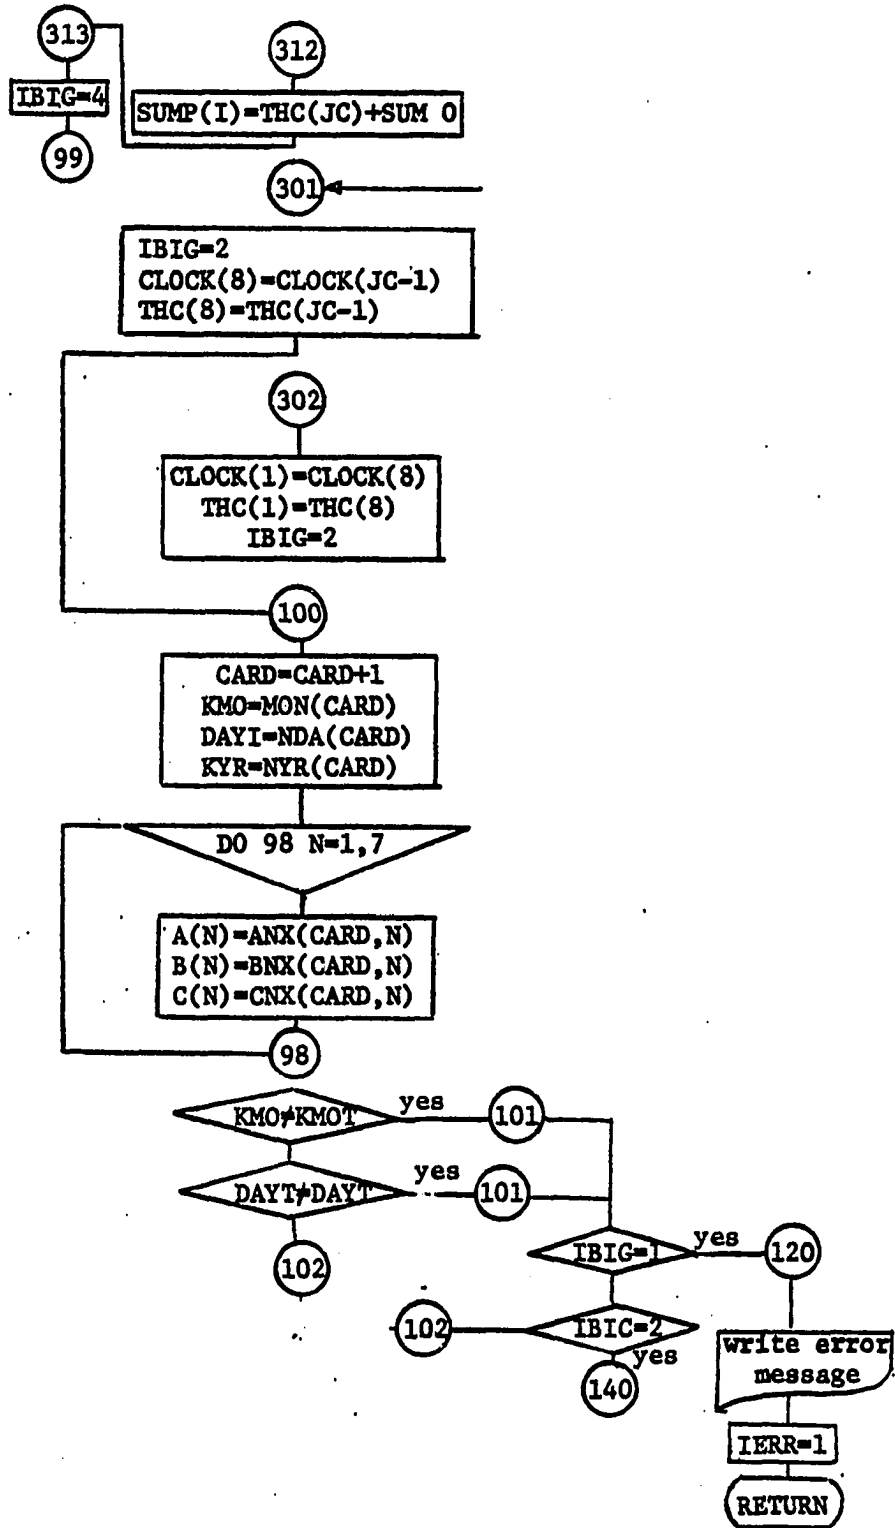 313
312
IBIG=4
SUMP(I)=THC(JC)+SUM 0
99
301
IBIG=2
CLOCK(8)=CLOCK(JC-1)
THC(8)=THC(JC-1)
302
CLOCK(1)=CLOCK(8)
THC(1)=THC(8)
IBIG=2
100
CARD=CARD+1
KMO=MON(CARD)
DAYI=NDA(CARD)
KYR=NYR(CARD)
DO 98 N=1,7
A(N)=ANX(CARD,N)
B(N)=BNX(CARD,N)
C(N)=CNX(CARD,N)
98
KMO≠KMOT
yes
101
DAYT≠DAYT
yes
101
IBIG=1
yes
120
102
102
IBIC=2
yes
140
write error
message
IERR=1
RETURN